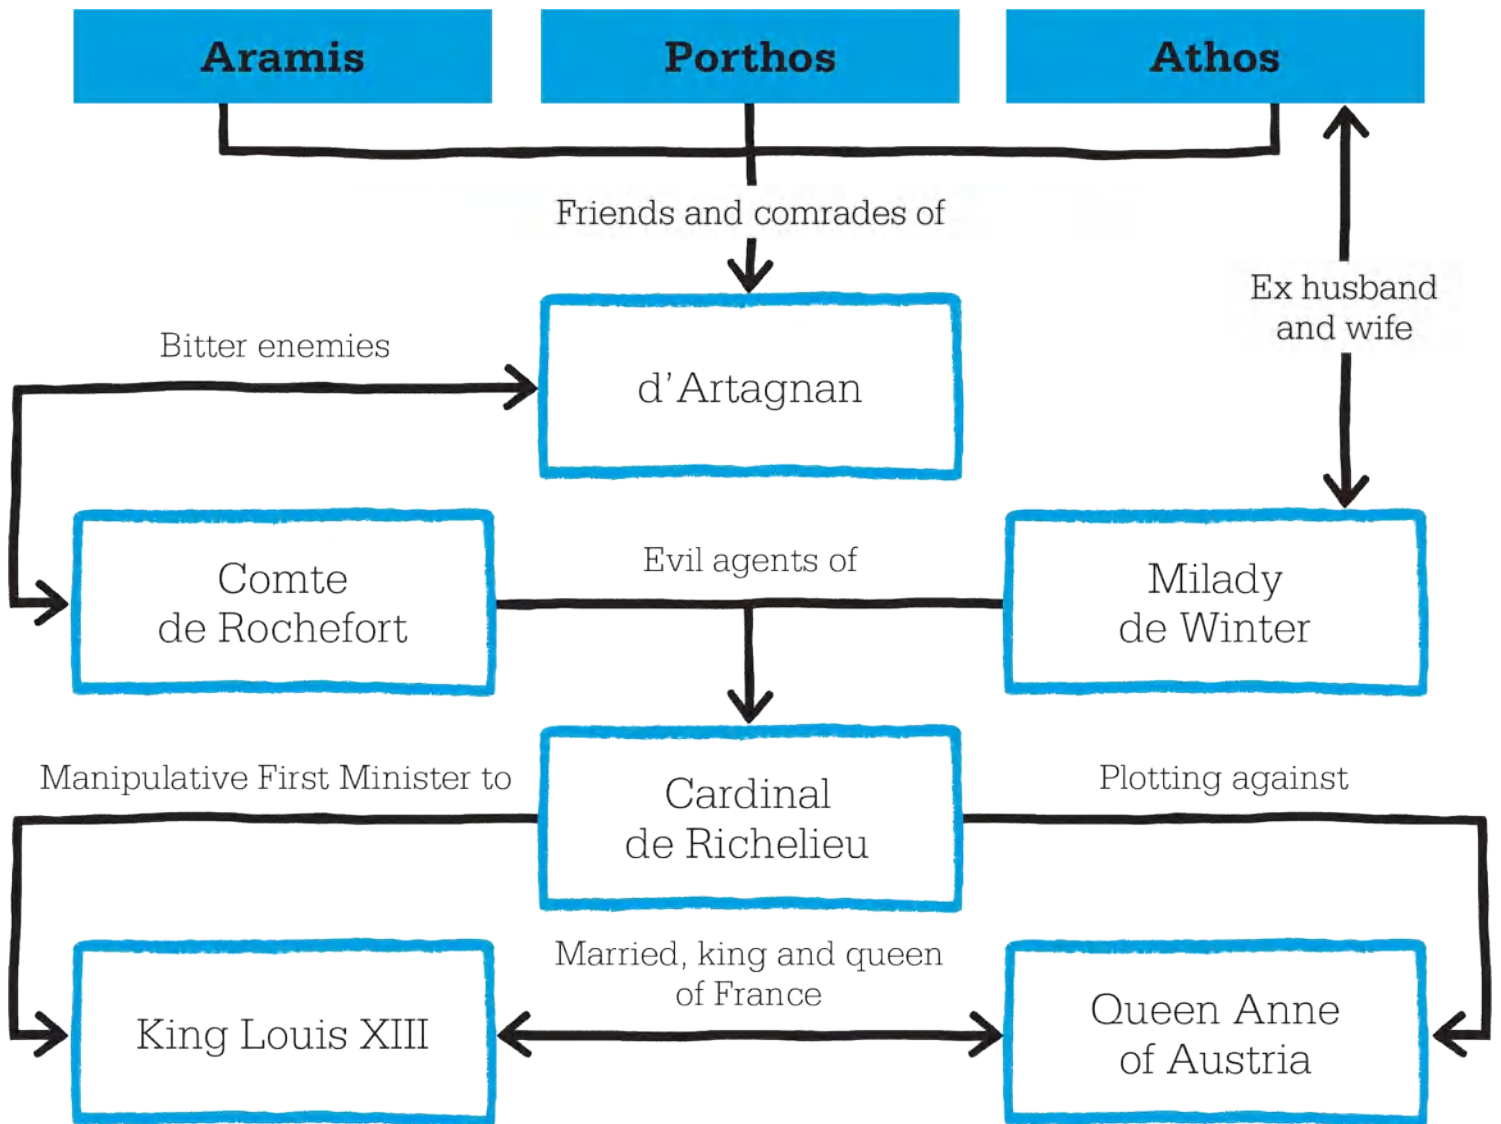 Aramis
Porthos
Athos
Friends and comrades of
Ex husband
and wife
Bitter enemies
d'Artagnan
Comte
de Rochefort
Evil agents of
Milady
de Winter
Manipulative First Minister to
Cardinal
de Richelieu
Plotting against
Married, king and queen
of France
King Louis XIII
Queen Anne
of Austria